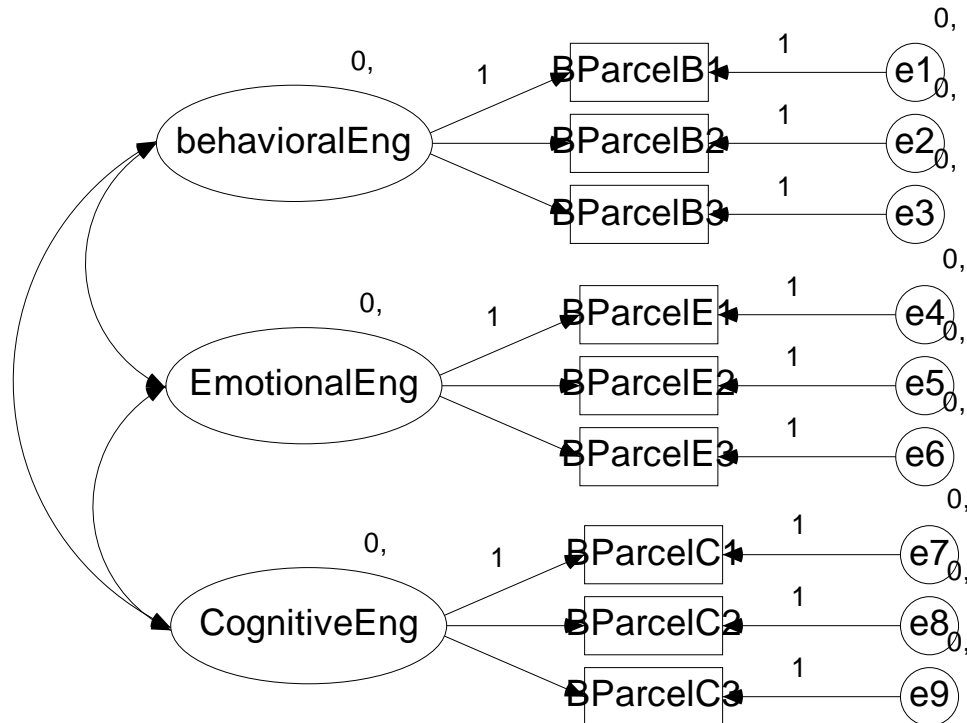 0,
1
BParcelB1
1
0,
e1
behavioralEng
BParcelB2
1
0,
e2
BParcelB3
1
0,
e3
0,
1
BParcelE1
1
0,
e4
EmotionalEng
BParcelE2
1
0,
e5
BParcelE3
1
0,
e6
0,
1
BParcelC1
1
0,
e7
CognitiveEng
BParcelC2
1
0,
e8
BParcelC3
1
0,
e9